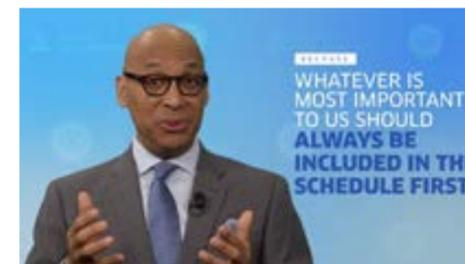 WHATEVER IS
MOST IMPORTANT
TO US SHOULD
ALWAYS BE
INCLUDED IN TH
SCHEDULE FIRST